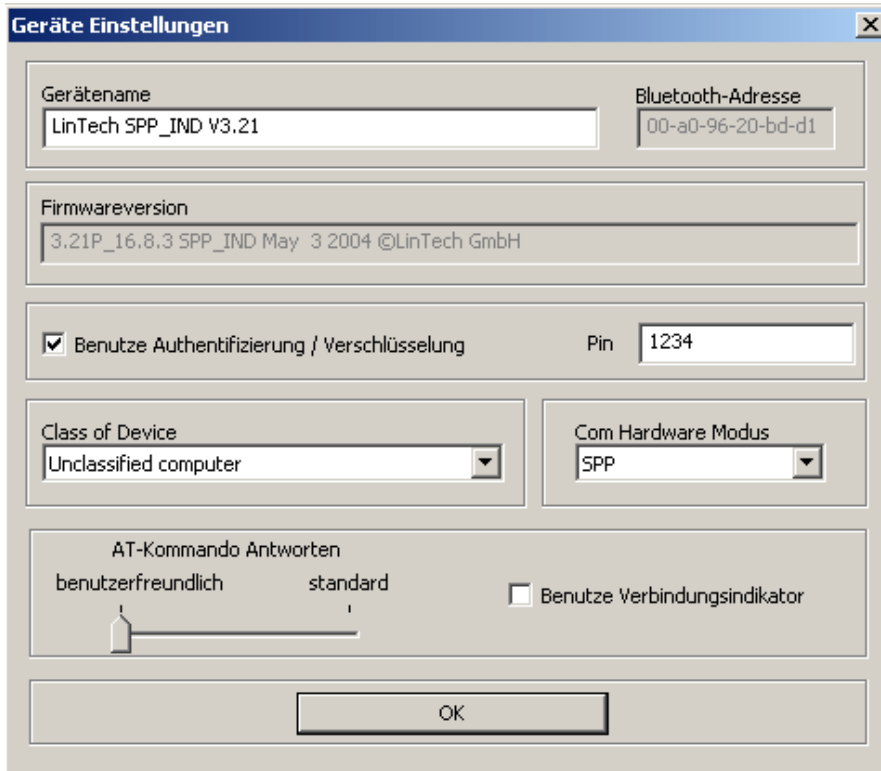 Geräte Einstellungen
Gerätename
Bluetooth-Adresse
LinTech SPP_IND V3.21
00-a0-96-20-bd-d1
Firmwareversion
3.21P_16.8.3 SPP_IND May  3 2004 ©LinTech GmbH
Benutze Authentifizierung / Verschlüsselung
Pin
1234
Class of Device
Com Hardware Modus
Unclassified computer
SPP
AT-Kommando Antworten
benutzerfreundlich
standard
Benutze Verbindungsindikator
OK